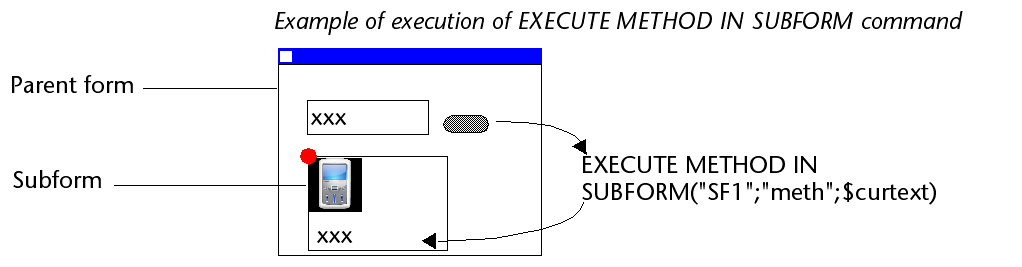 Example of execution of EXECUTE METHOD IN SUBFORM command
Parent form
xxx
EXECUTE METHOD IN
SUBFORM("SF1";"meth";$curtext)
Subform
xxx